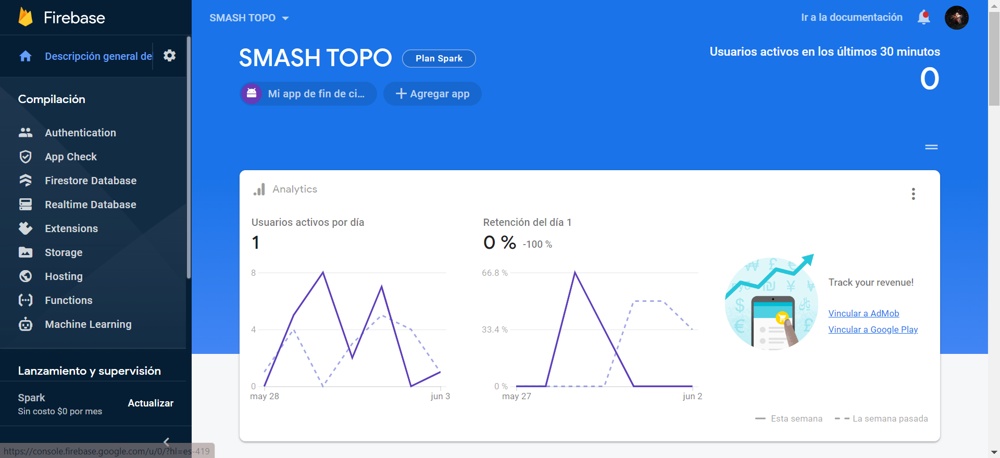 Firebase
Descripción general de
Compilación
Authentication
App Check
Firestore Database
Realtime Database
Extensions
Storage
Hosting
Functions
Machine Learning
Lanzamiento y supervisión
Spark
Sin costo $0 por mes
Actualizar
https://console.firebase.google.com/u/0/?hl=es-419
SMASH TOPO
Ir a la documentación
SMASH TOPO
Plan Spark
Usuarios activos en los últimos 30 minutos
0
Mi app de fin de ci...
Agregar app
Analytics
Usuarios activos por día
1
8
4
0
may 28
jun 3
Retención del día 1
0 % -100 %
66.8 %
33.4 %
0 %
may 27
jun 2
Track your revenue!
Vincular a AdMob
Vincular a Google Play
Esta semana
La semana pasada